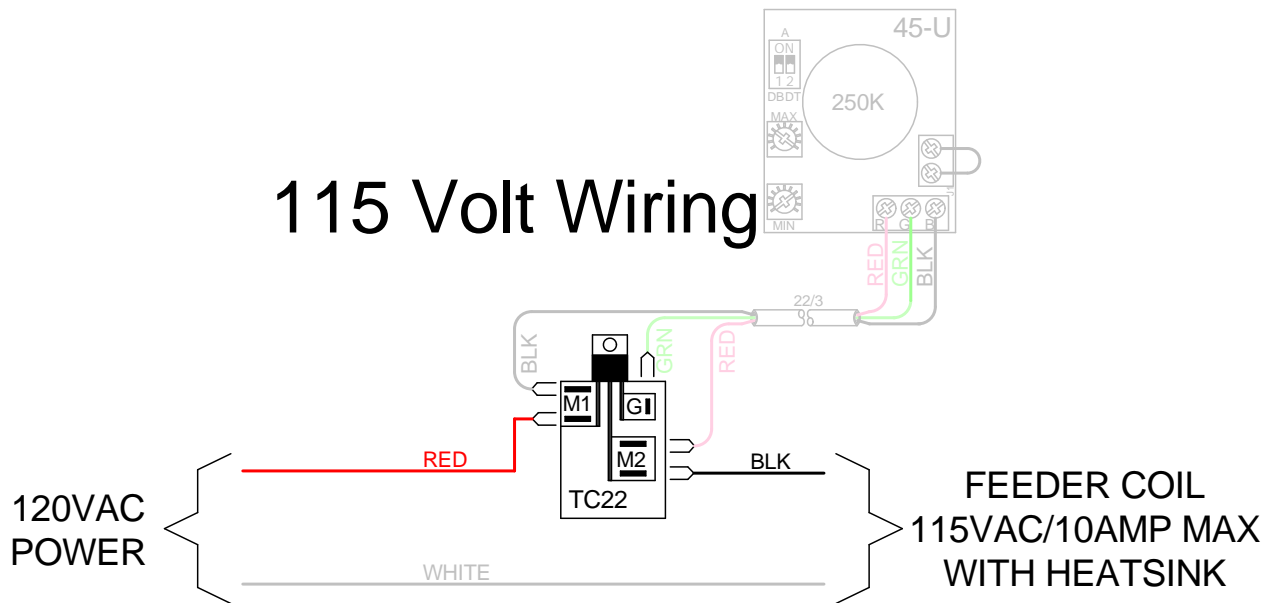 45-U
A
ON
1 2
DBDT
250K
MAX
MIN
115 Volt Wiring
R G B
RED
GRN
BLK
22/3
BLK
GRN
RED
M1
G
M2
TC22
RED
BLK
120VAC
POWER
WHITE
FEEDER COIL
115VAC/10AMP MAX
WITH HEATSINK